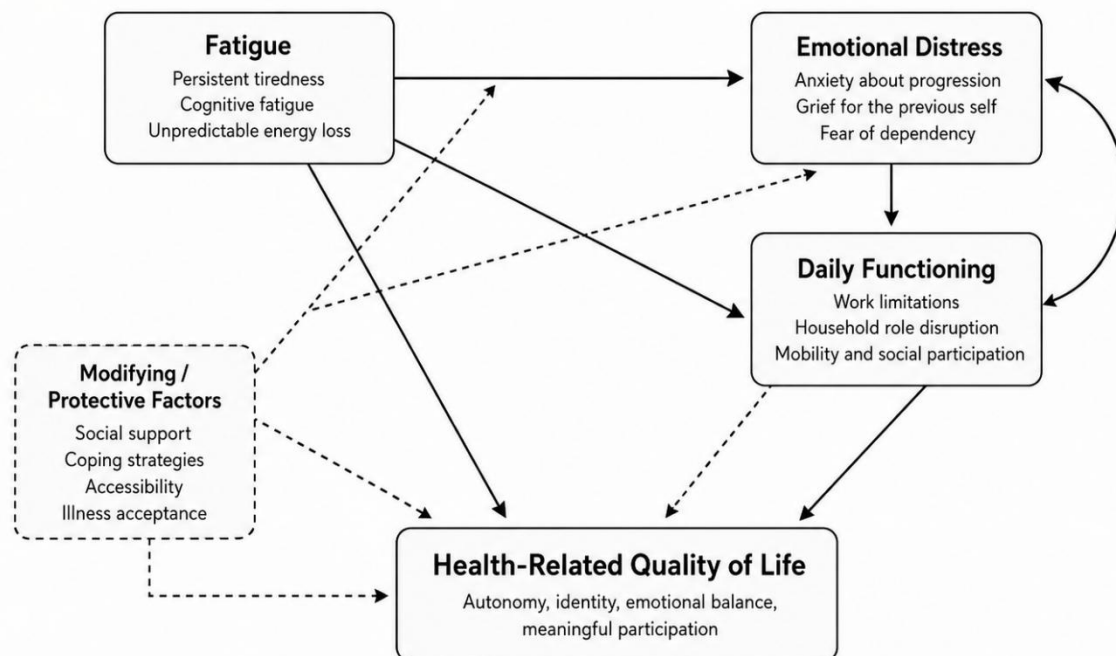 Fatigue
Persistent tiredness
Cognitive fatigue
Unpredictable energy loss
Emotional Distress
Anxiety about progression
Grief for the previous self
Fear of dependency
Daily Functioning
Work limitations
Household role disruption
Mobility and social participation
Modifying /
Protective Factors
Social support
Coping strategies
Accessibility
Illness acceptance
Health-Related Quality of Life
Autonomy, identity, emotional balance,
meaningful participation